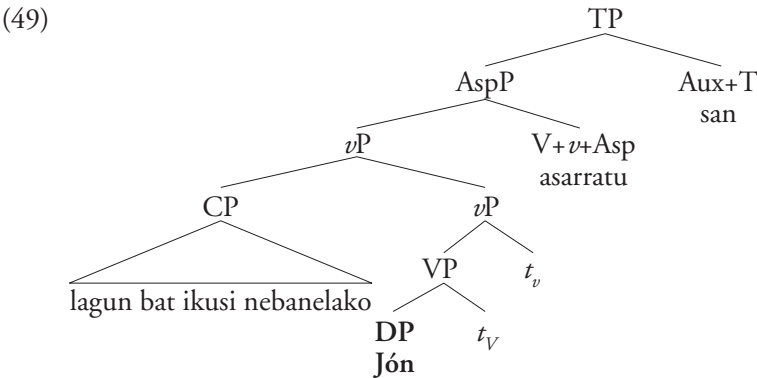 (49)
TP
AspP Aux+T
san
vP V+v+Asp
asarratu
CP vP
VP t_v
lagun bat ikusi nebanelako
DP t_V
Jón